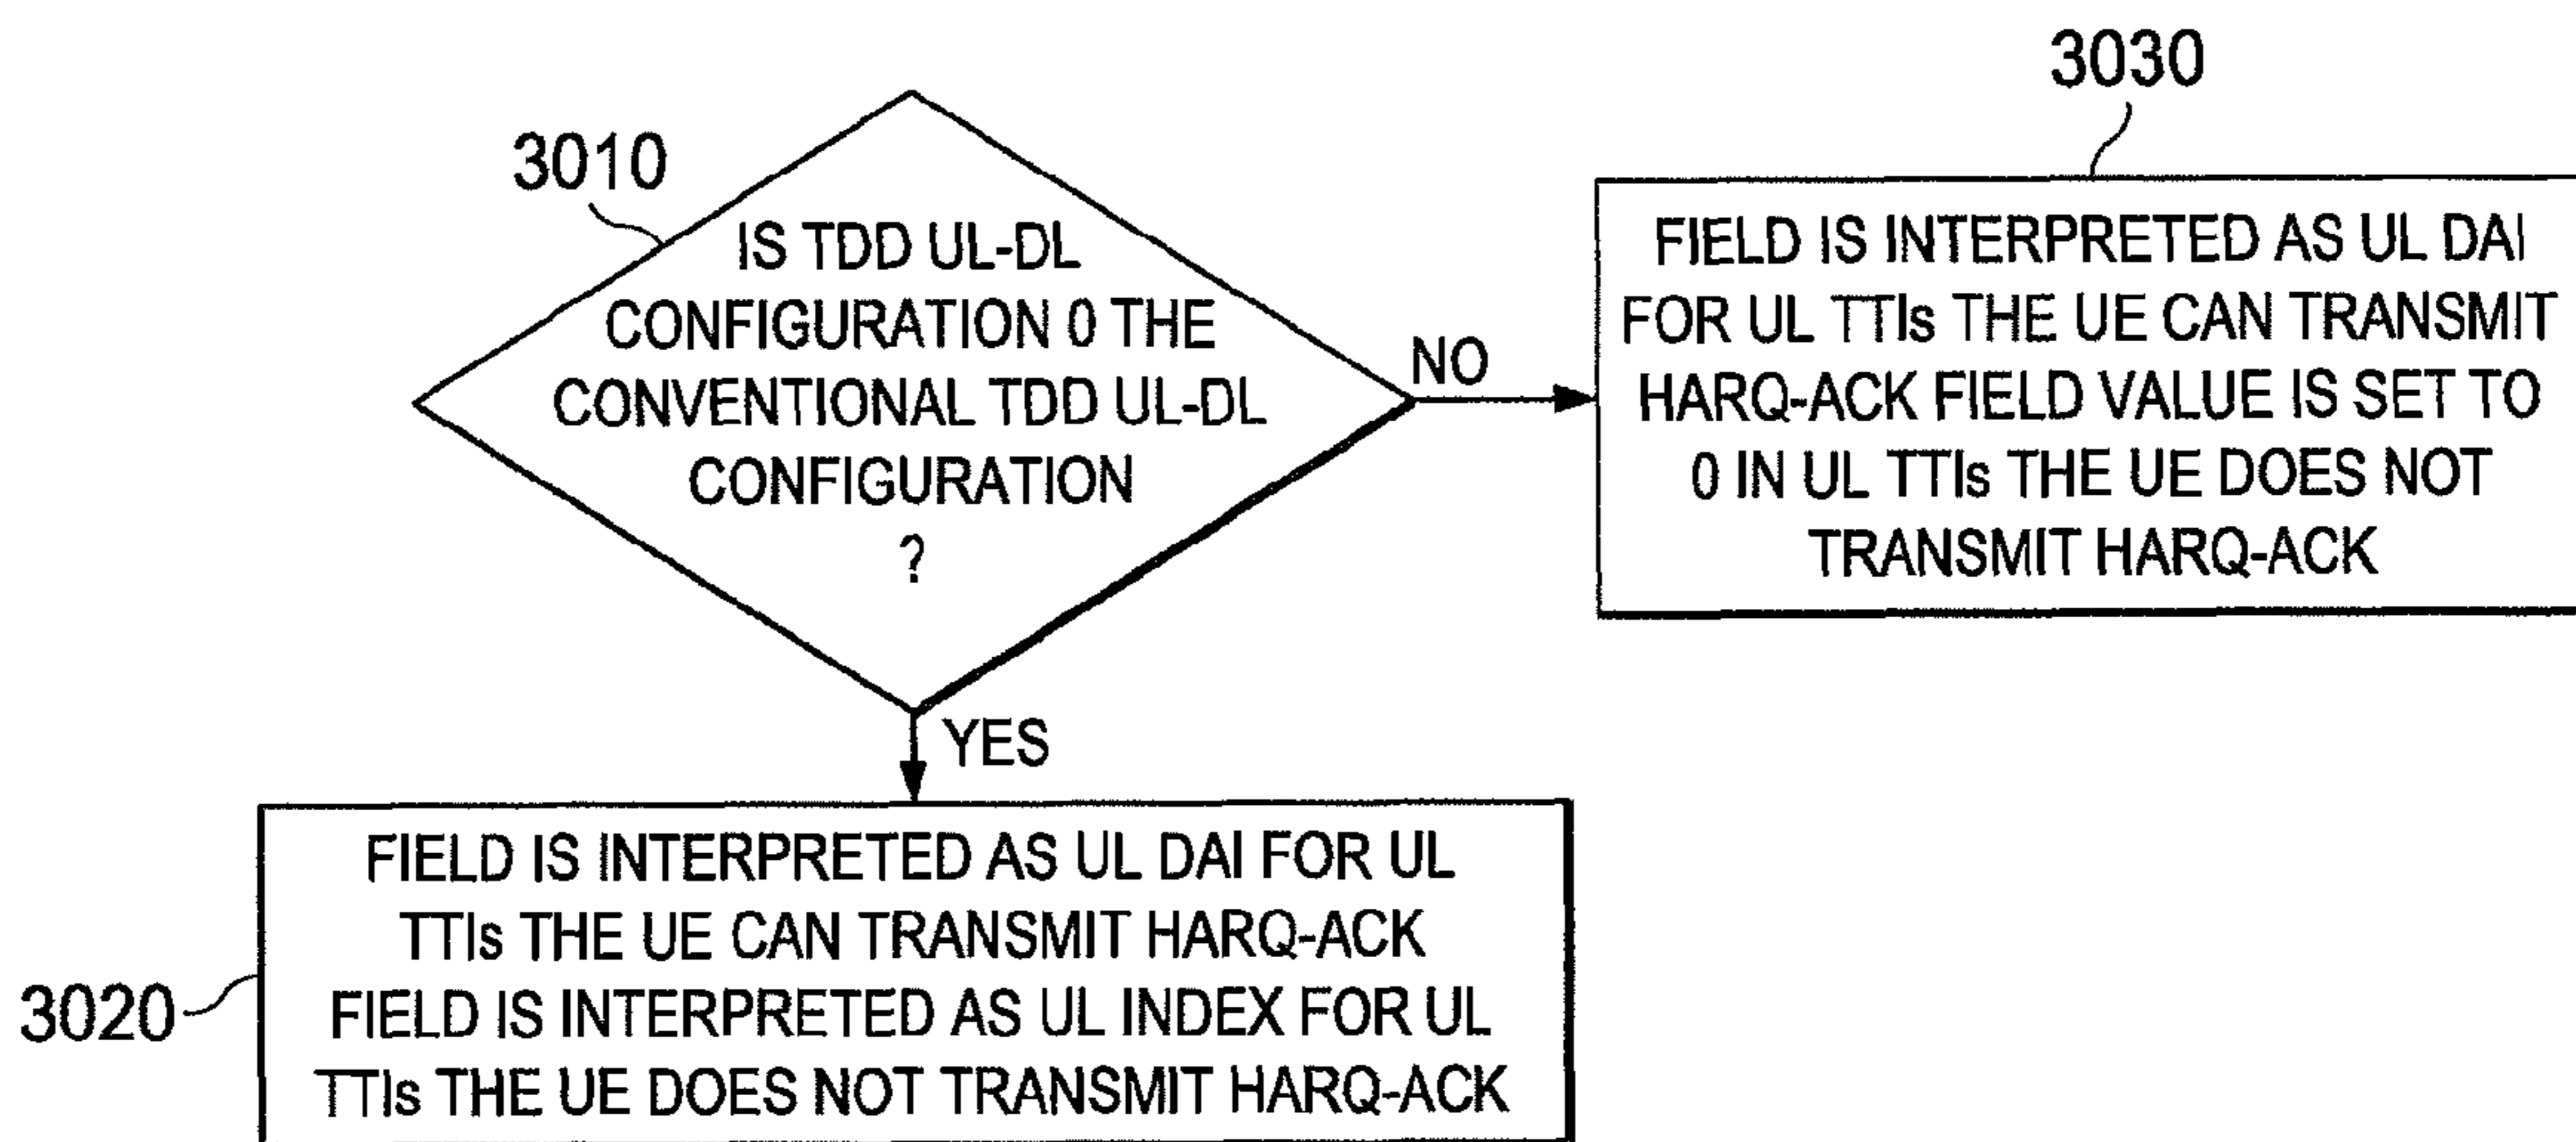 3010
IS TDD UL-DL
CONFIGURATION 0 THE
CONVENTIONAL TDD UL-DL
CONFIGURATION
?
NO
3030
FIELD IS INTERPRETED AS UL DAI
FOR UL TTIs THE UE CAN TRANSMIT
HARQ-ACK FIELD VALUE IS SET TO
0 IN UL TTIs THE UE DOES NOT
TRANSMIT HARQ-ACK
YES
3020
FIELD IS INTERPRETED AS UL DAI FOR UL
TTIs THE UE CAN TRANSMIT HARQ-ACK
FIELD IS INTERPRETED AS UL INDEX FOR UL
TTIs THE UE DOES NOT TRANSMIT HARQ-ACK